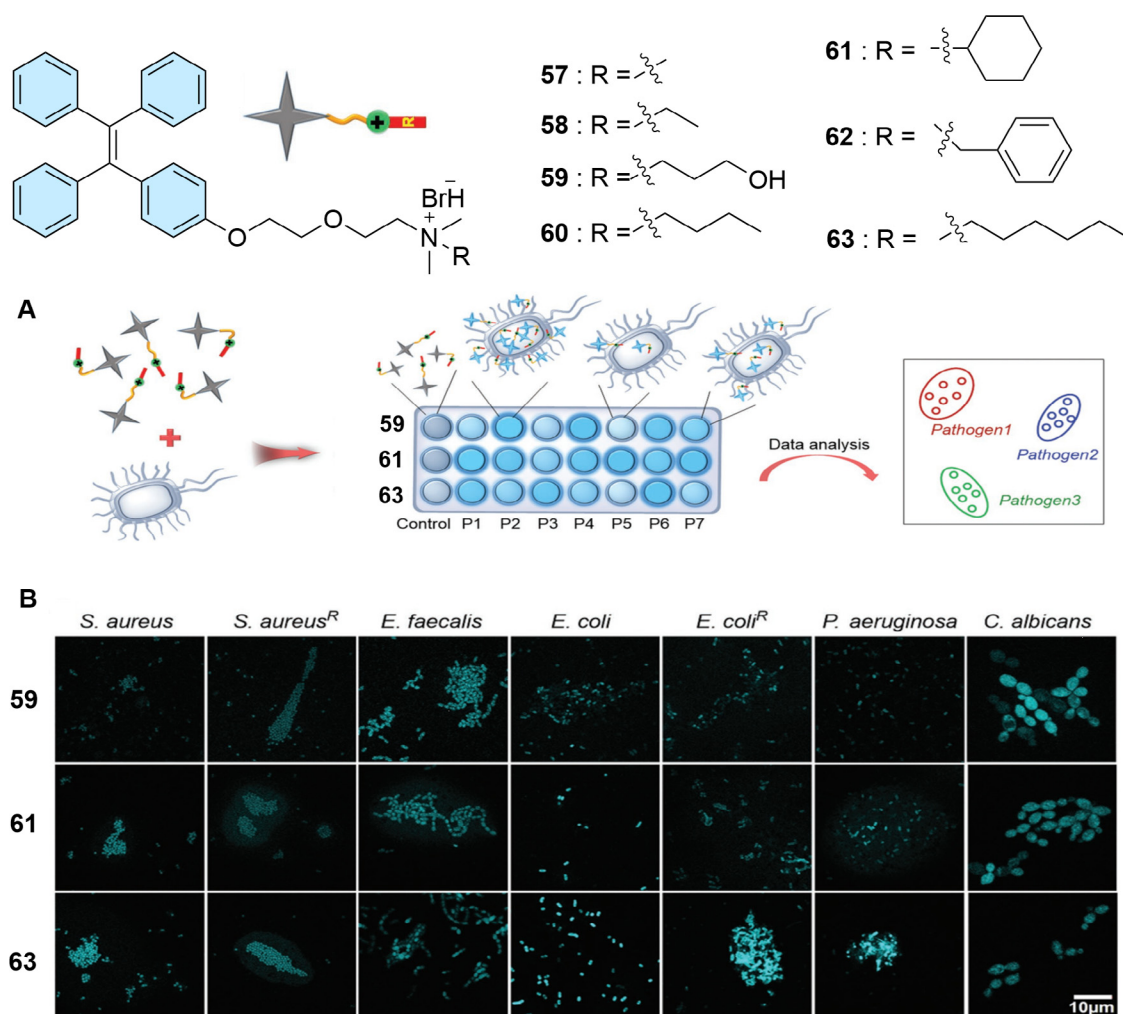 57 : R =
58 : R =
59 : R =
OH
60 : R =
61 : R =
62 : R =
63 : R =
BrH
−
+
O
O
N
R
R
+
A
59
61
63
Control P1 P2 P3 P4 P5 P6 P7
Data analysis
Pathogen1
Pathogen2
Pathogen3
B
S. aureus S. aureusR E. faecalis E. coli E. coliR P. aeruginosa C. albicans
59
61
63
10μm